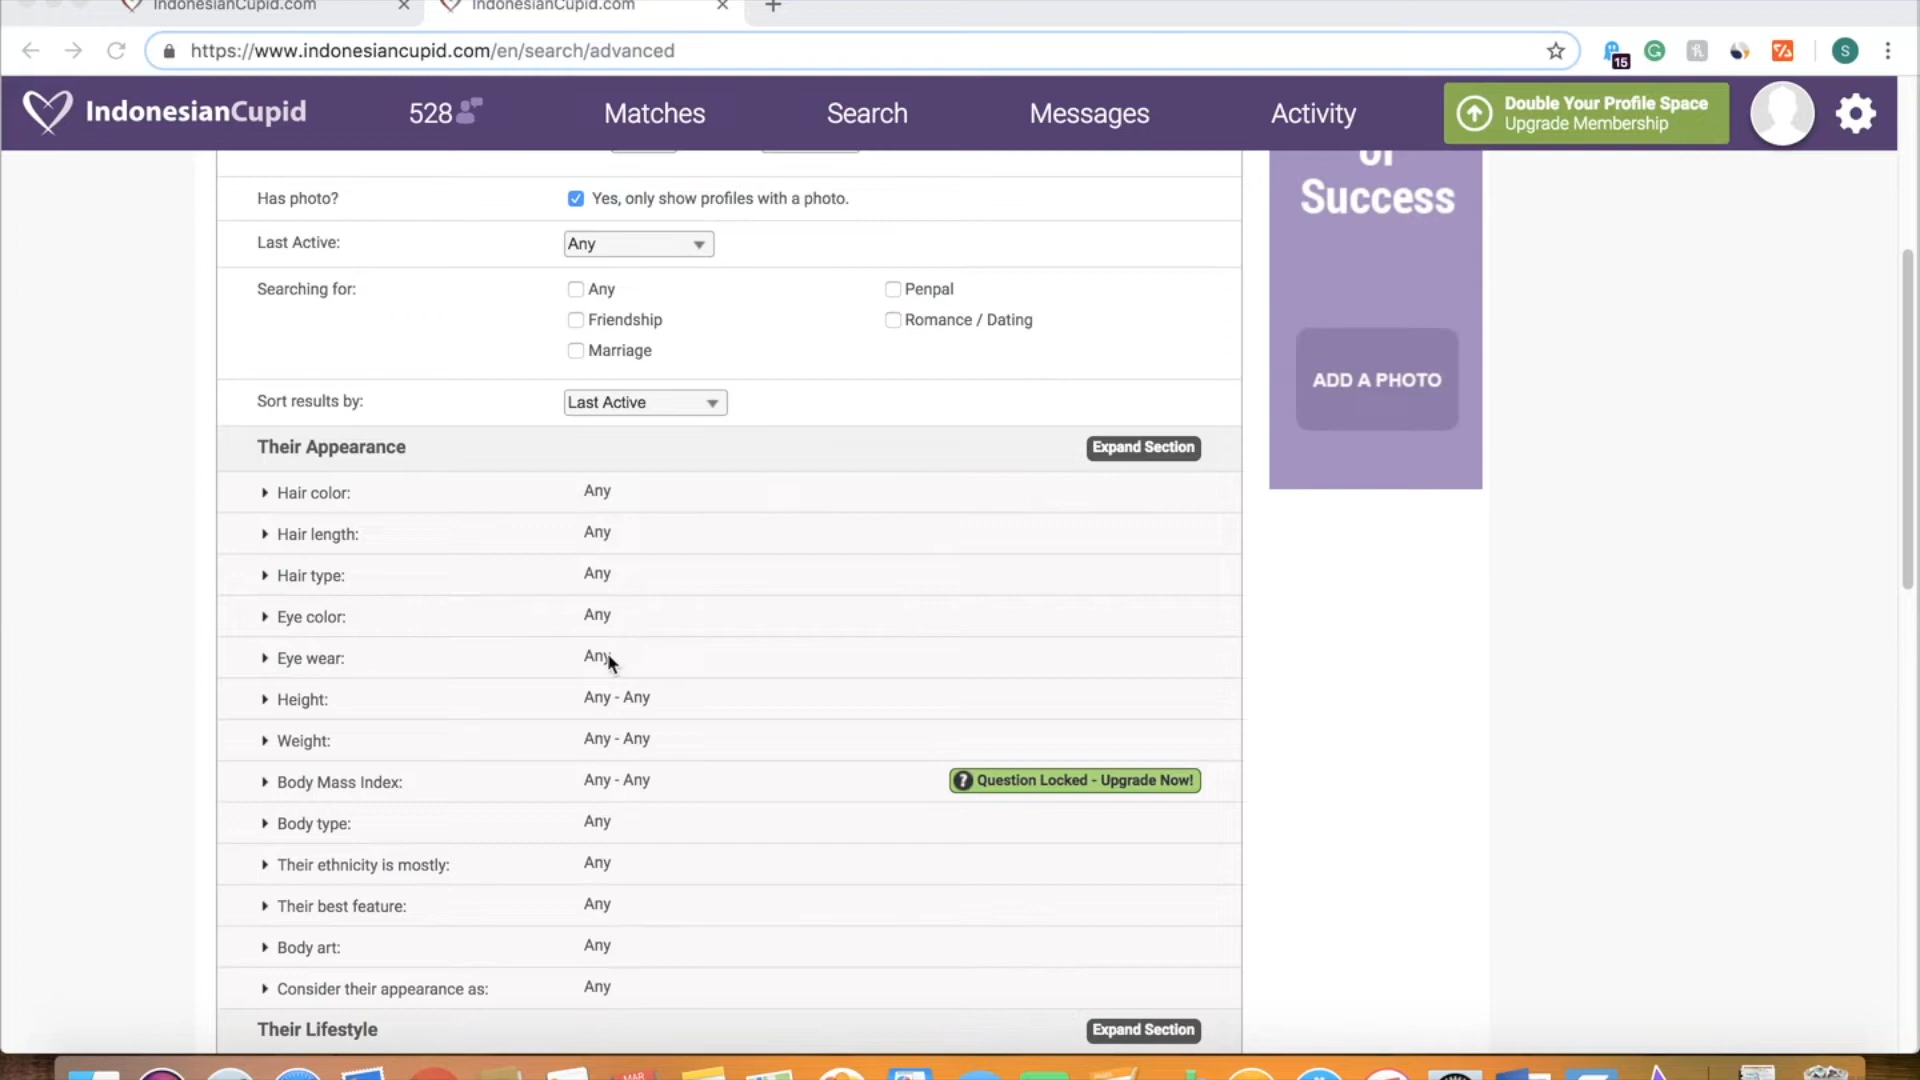 IndonesianCupid.com
IndonesianCupid.com
https://www.indonesiancupid.com/en/search/advanced
15
S
IndonesianCupid
528
Matches
Search
Messages
Activity
Double Your Profile Space
Upgrade Membership
of
Success
ADD A PHOTO
Has photo?
Yes, only show profiles with a photo.
Last Active:
Any
Searching for:
Any
Penpal
Friendship
Romance / Dating
Marriage
Sort results by:
Last Active
Their Appearance
Expand Section
Hair color:
Any
Hair length:
Any
Hair type:
Any
Eye color:
Any
Eye wear:
Any
Height:
Any - Any
Weight:
Any - Any
Body Mass Index:
Any - Any
? Question Locked - Upgrade Now!
Body type:
Any
Their ethnicity is mostly:
Any
Their best feature:
Any
Body art:
Any
Consider their appearance as:
Any
Their Lifestyle
Expand Section
MAR